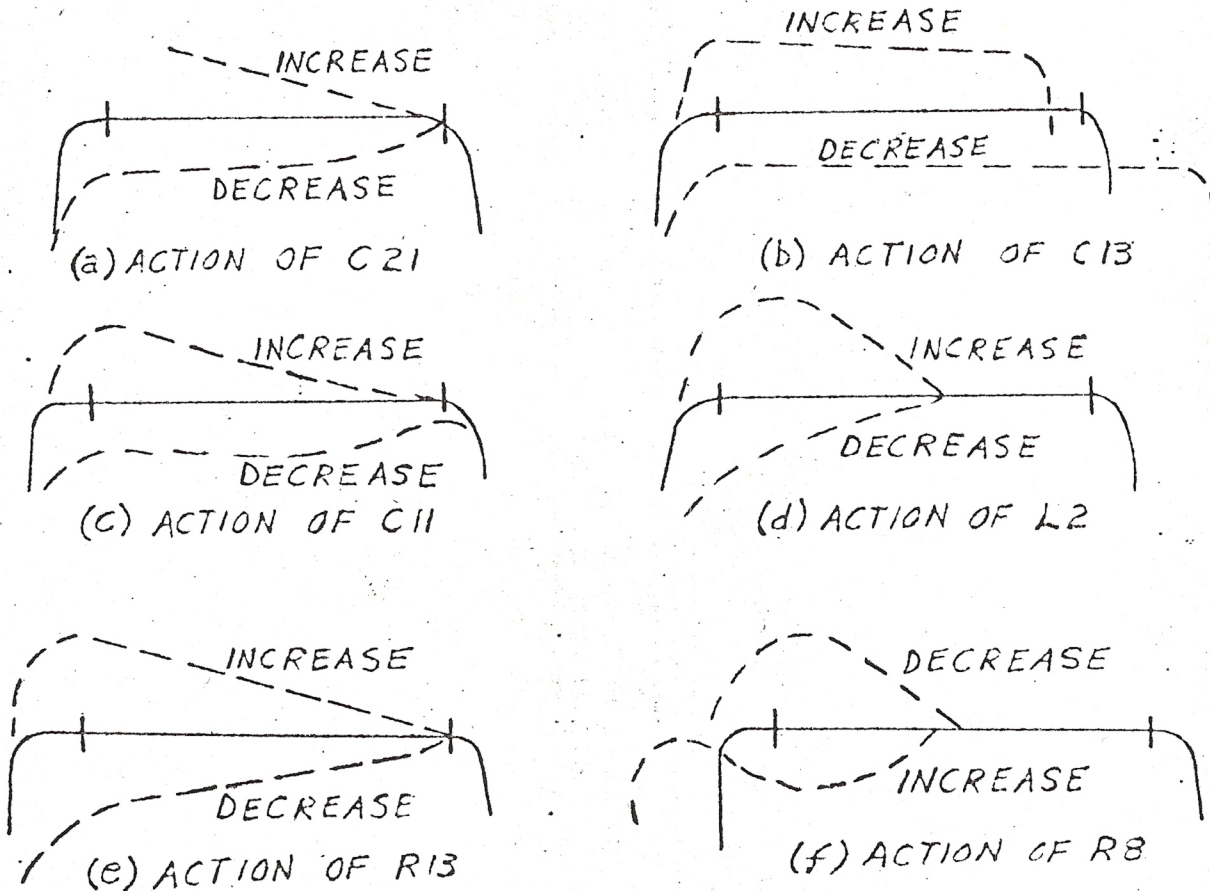 INCREASE
DECREASE
(a) ACTION OF C21
INCREASE
DECREASE
(b) ACTION OF C13
INCREASE
DECREASE
(c) ACTION OF C11
INCREASE
DECREASE
(d) ACTION OF L2
INCREASE
DECREASE
(e) ACTION OF R13
DECREASE
INCREASE
(f) ACTION OF R8